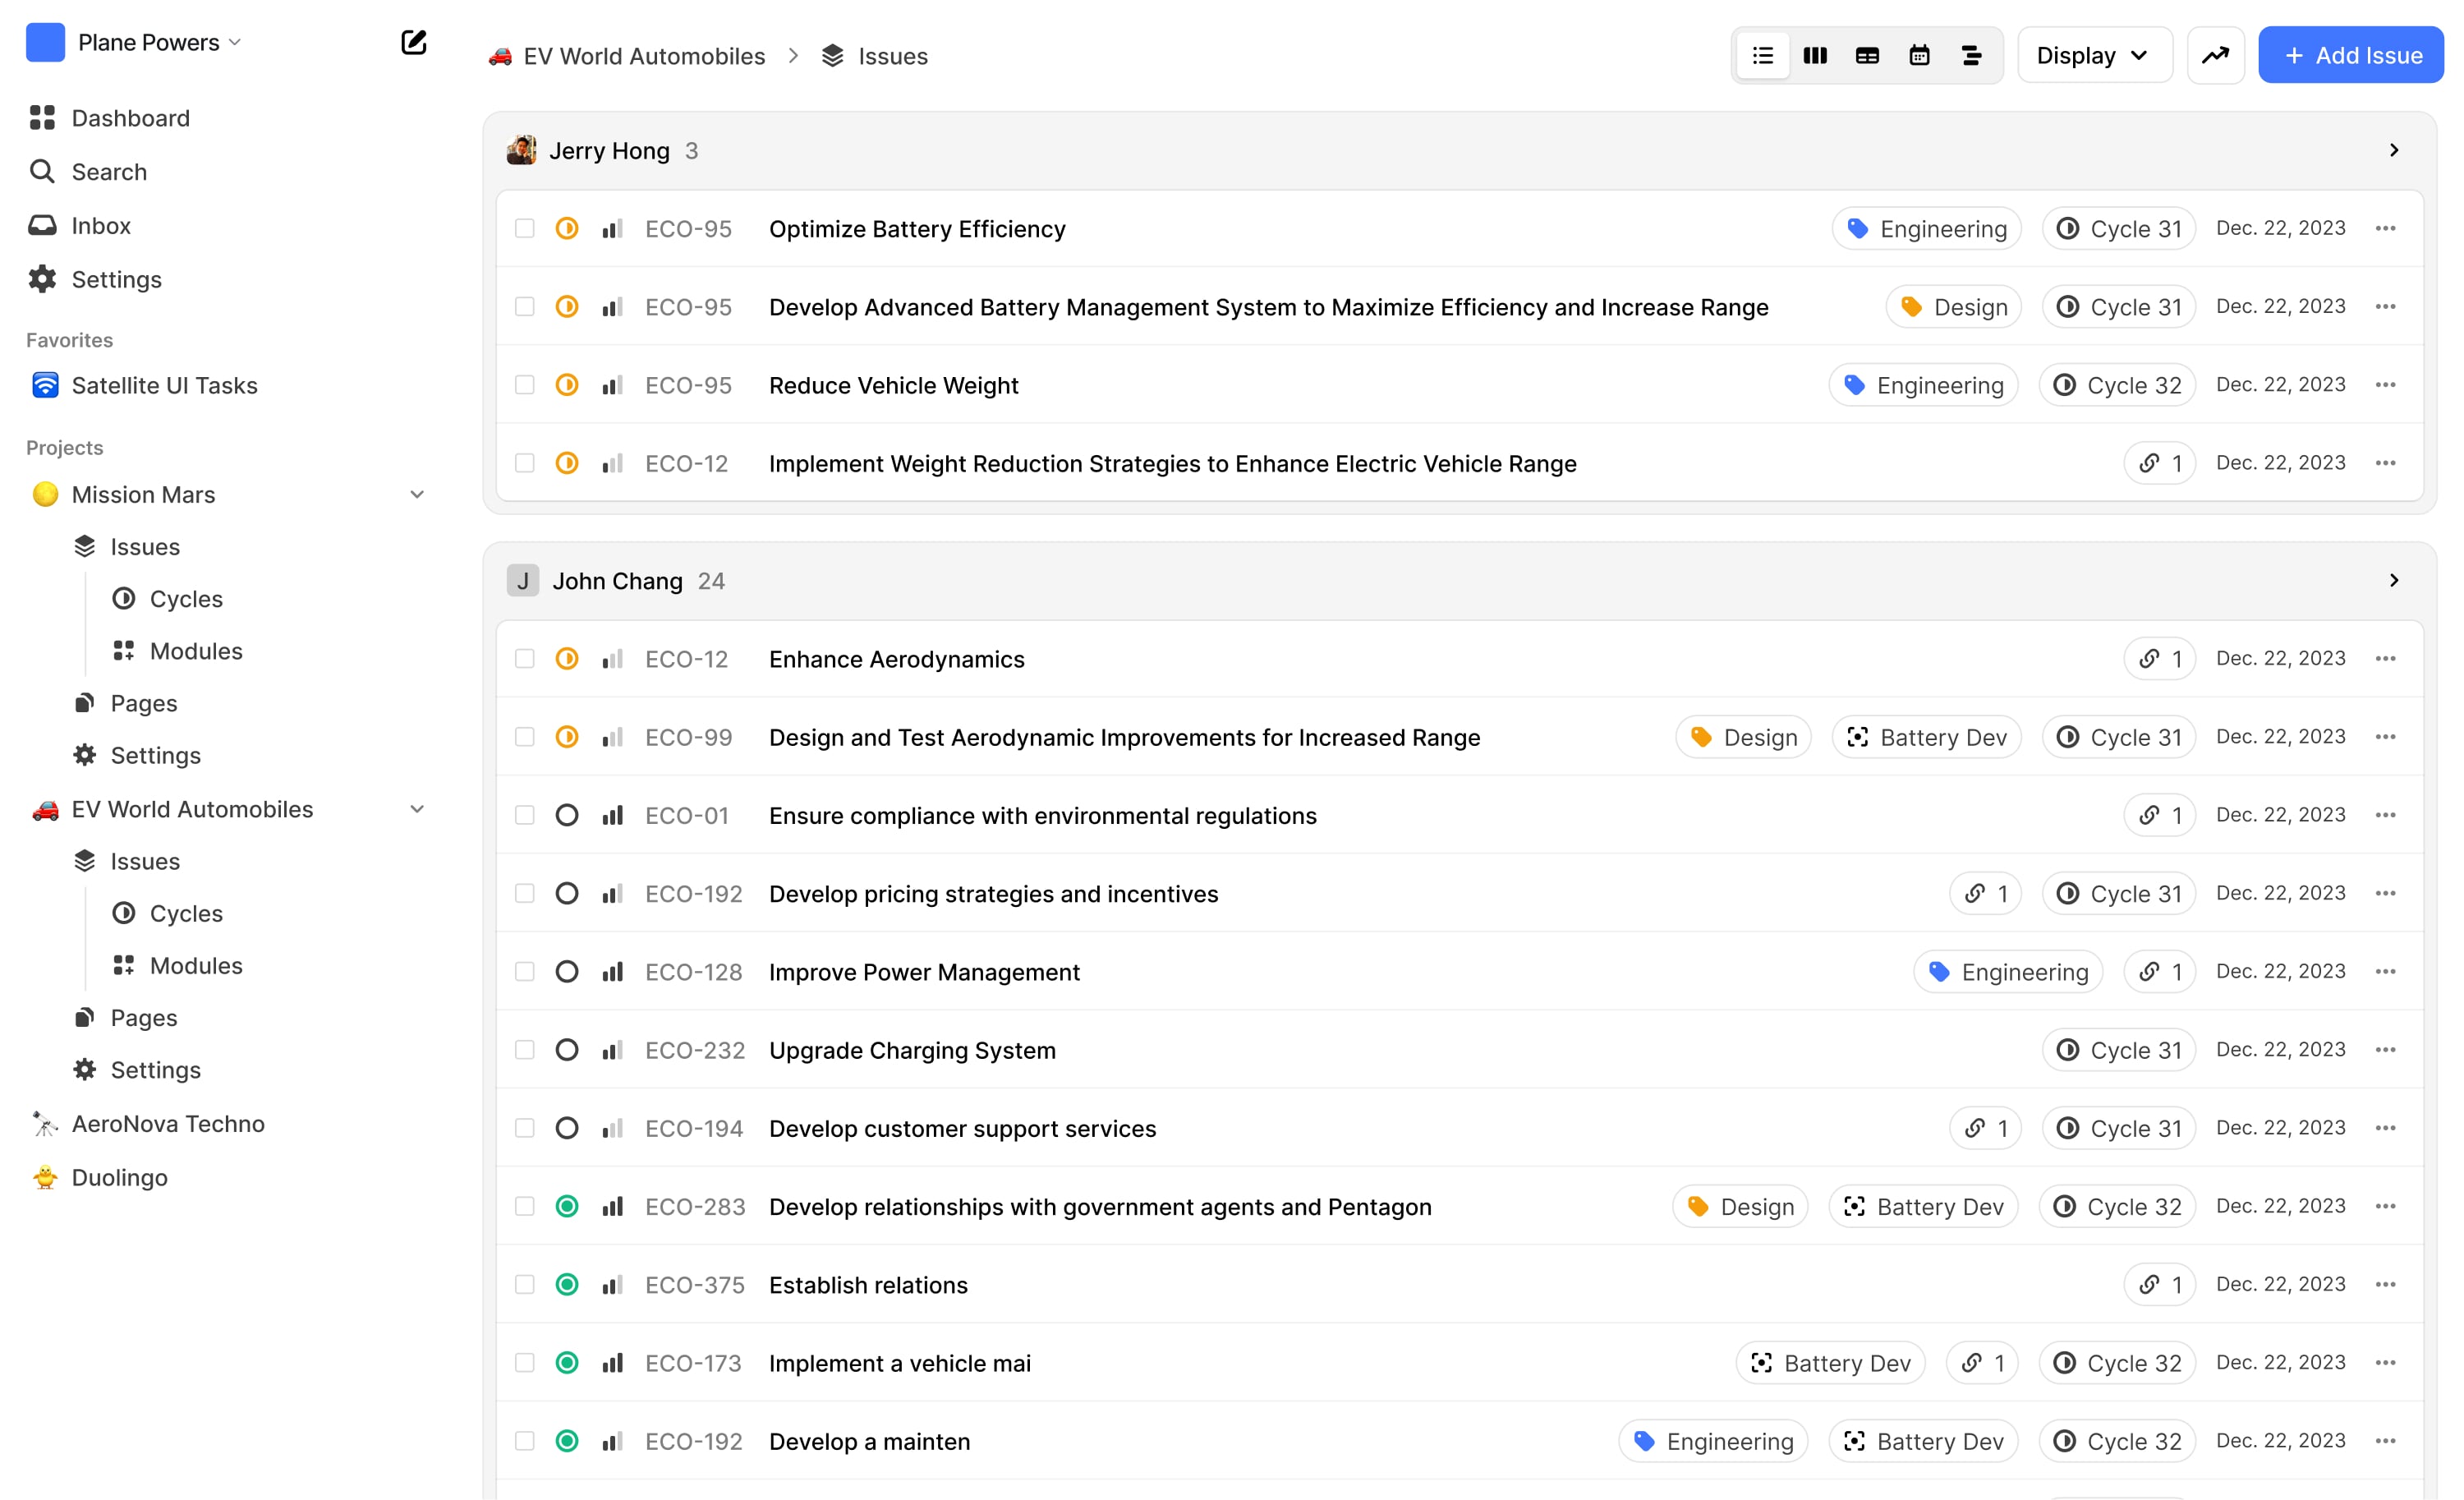 Plane Powers
Dashboard
Search
Inbox
Settings
Favorites
Satellite UI Tasks
Projects
Mission Mars
Issues
Cycles
Modules
Pages
Settings
EV World Automobiles
Issues
Cycles
Modules
Pages
Settings
AeroNova Techno
Duolingo
EV World Automobiles > Issues
Display
+ Add Issue
Jerry Hong 3
ECO-95 Optimize Battery Efficiency Engineering Cycle 31 Dec. 22, 2023
ECO-95 Develop Advanced Battery Management System to Maximize Efficiency and Increase Range Design Cycle 31 Dec. 22, 2023
ECO-95 Reduce Vehicle Weight Engineering Cycle 32 Dec. 22, 2023
ECO-12 Implement Weight Reduction Strategies to Enhance Electric Vehicle Range 1 Dec. 22, 2023
J John Chang 24
ECO-12 Enhance Aerodynamics 1 Dec. 22, 2023
ECO-99 Design and Test Aerodynamic Improvements for Increased Range Design Battery Dev Cycle 31 Dec. 22, 2023
ECO-01 Ensure compliance with environmental regulations 1 Dec. 22, 2023
ECO-192 Develop pricing strategies and incentives 1 Cycle 31 Dec. 22, 2023
ECO-128 Improve Power Management Engineering 1 Dec. 22, 2023
ECO-232 Upgrade Charging System Cycle 31 Dec. 22, 2023
ECO-194 Develop customer support services 1 Cycle 31 Dec. 22, 2023
ECO-283 Develop relationships with government agents and Pentagon Design Battery Dev Cycle 32 Dec. 22, 2023
ECO-375 Establish relations 1 Dec. 22, 2023
ECO-173 Implement a vehicle mai Battery Dev 1 Cycle 32 Dec. 22, 2023
ECO-192 Develop a mainten Engineering Battery Dev Cycle 32 Dec. 22, 2023